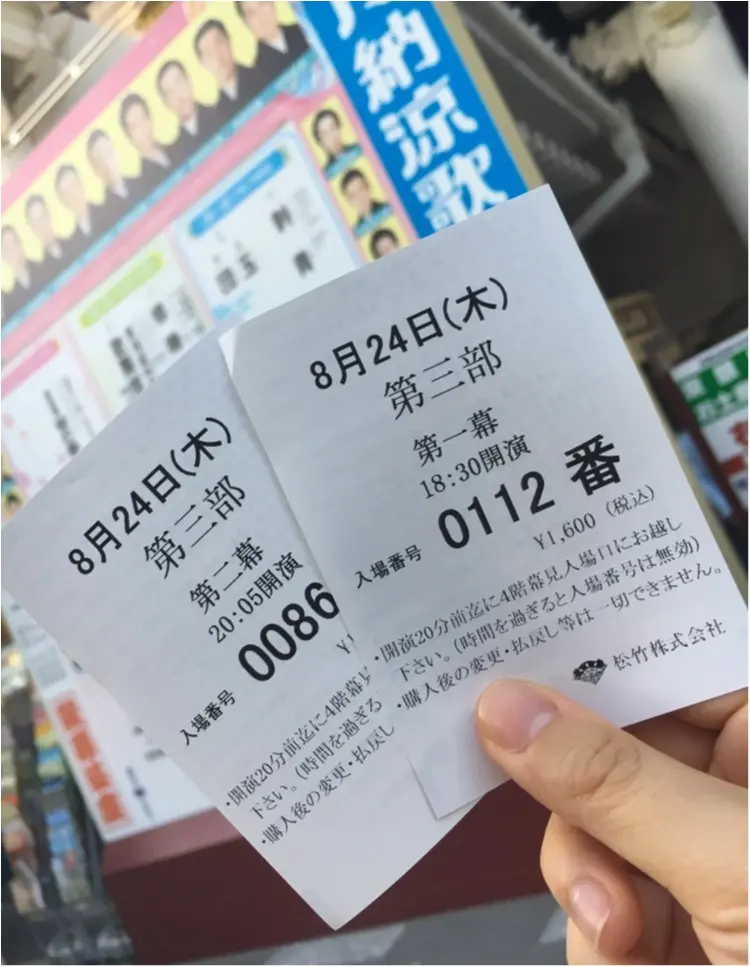 納涼歌
8月24日(木)
第三部
第一幕
18:30開演
入場番号 0112 番
¥1,600（税込）
・開演20分前迄に4階幕見入場口にお越し
下さい。(時間を過ぎると入場番号は無効)
・購入後の変更・払戻し等は一切できません。
松竹株式会社
8月24日(木)
第三部
第二幕
20:05開演
入場番号 0086
・開演20分前迄に4階幕見
下さい。(時間を過ぎる
・購入後の変更・払戻し